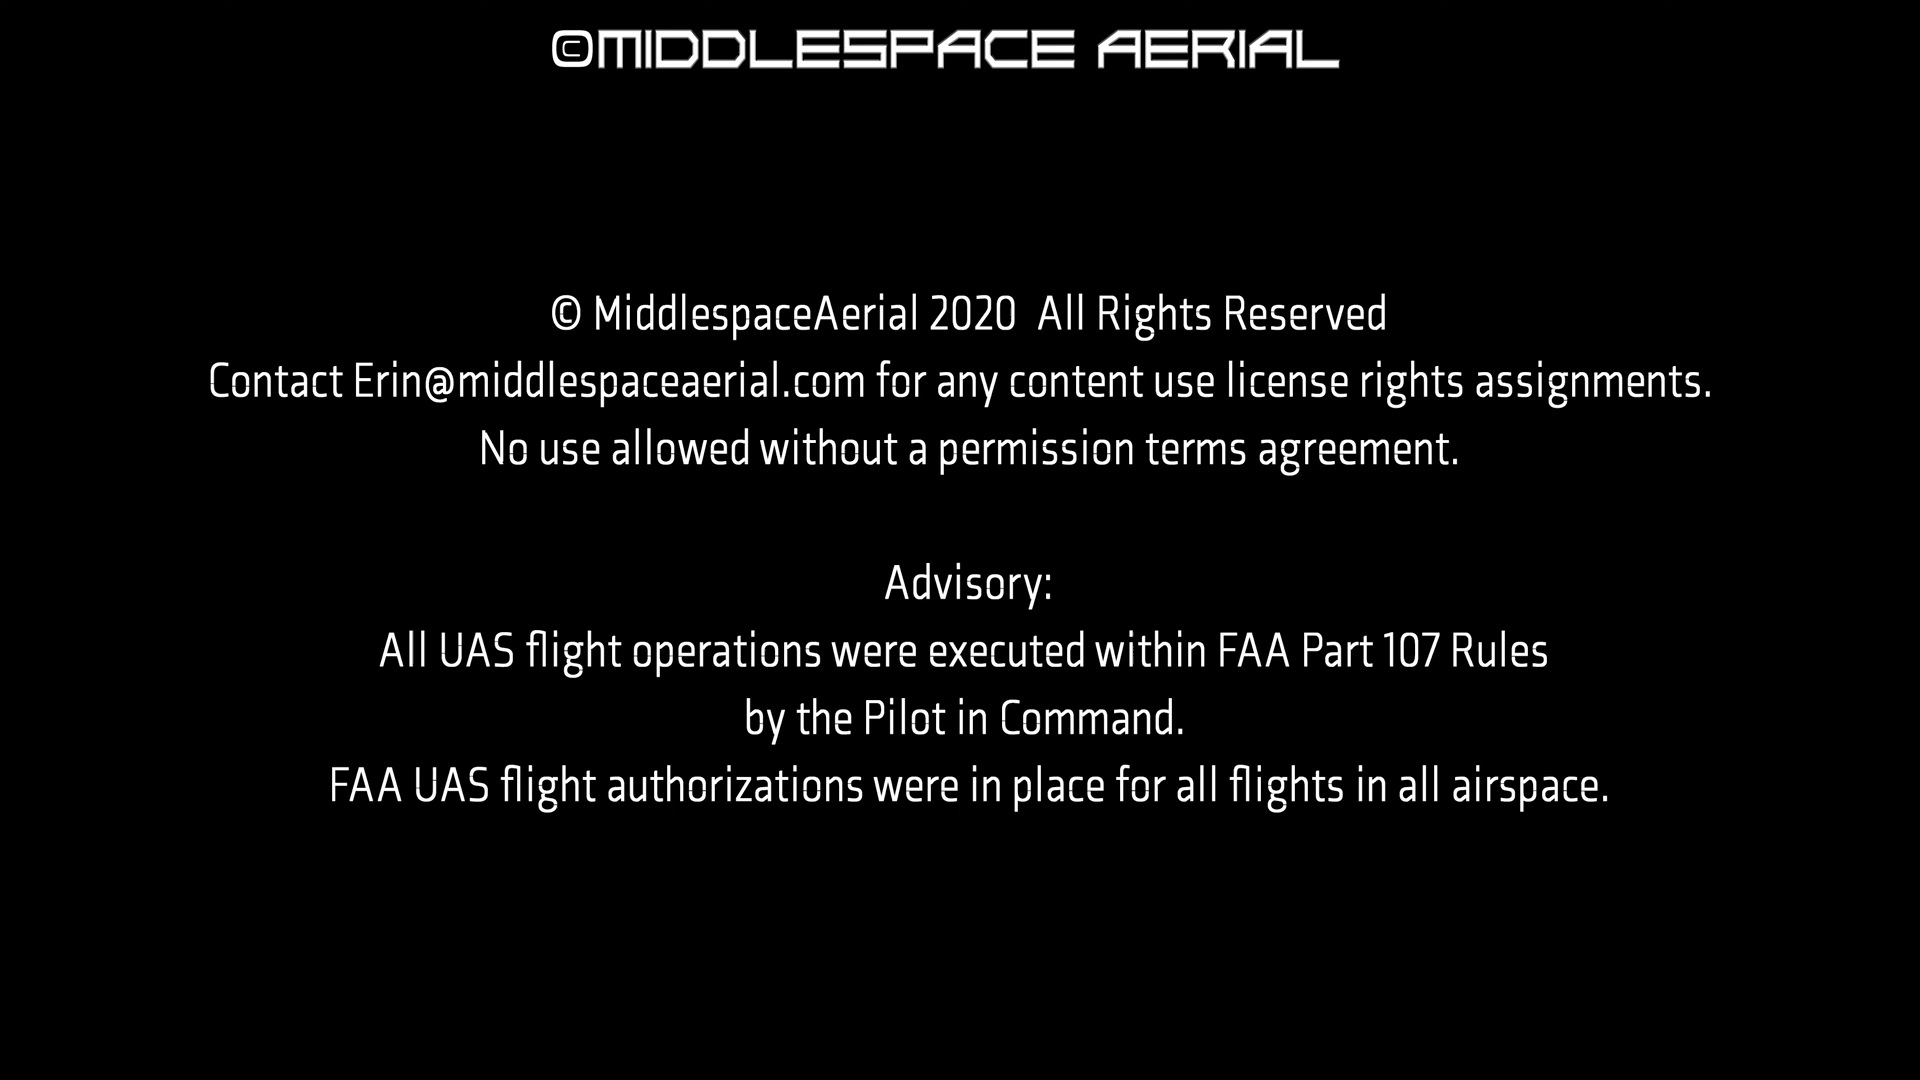 ©MIDDLESPACE AERIAL
© MiddlespaceAerial 2020  All Rights Reserved
Contact Erin@middlespaceaerial.com for any content use license rights assignments.
No use allowed without a permission terms agreement.
Advisory:
All UAS flight operations were executed within FAA Part 107 Rules
by the Pilot in Command.
FAA UAS flight authorizations were in place for all flights in all airspace.